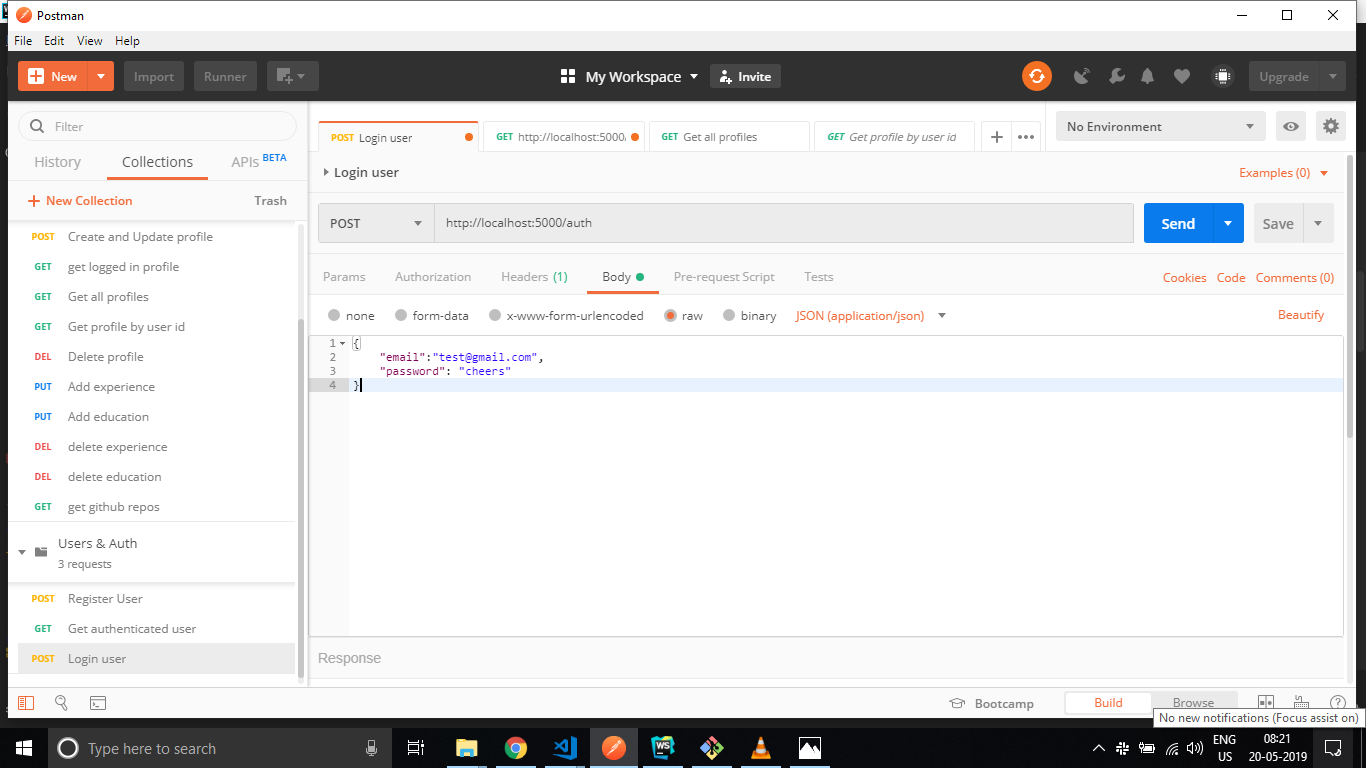 Postman
File Edit View Help
New Import Runner My Workspace Invite Upgrade
Filter
History Collections APIs BETA
New Collection Trash
POST Create and Update profile
GET get logged in profile
GET Get all profiles
GET Get profile by user id
DEL Delete profile
PUT Add experience
PUT Add education
DEL delete experience
DEL delete education
GET get github repos
Users & Auth
3 requests
POST Register User
GET Get authenticated user
POST Login user
POST Login user GET http://localhost:5000/ GET Get all profiles GET Get profile by user id No Environment
Login user Examples (0)
POST http://localhost:5000/auth Send Save
Params Authorization Headers (1) Body Pre-request Script Tests Cookies Code Comments (0)
none form-data x-www-form-urlencoded raw binary JSON (application/json) Beautify
1 {
2 "email":"test@gmail.com",
3 "password": "cheers"
4 }
Response
Bootcamp Build Browse
No new notifications (Focus assist on)
Type here to search WS ENG 08:21
US 20-05-2019